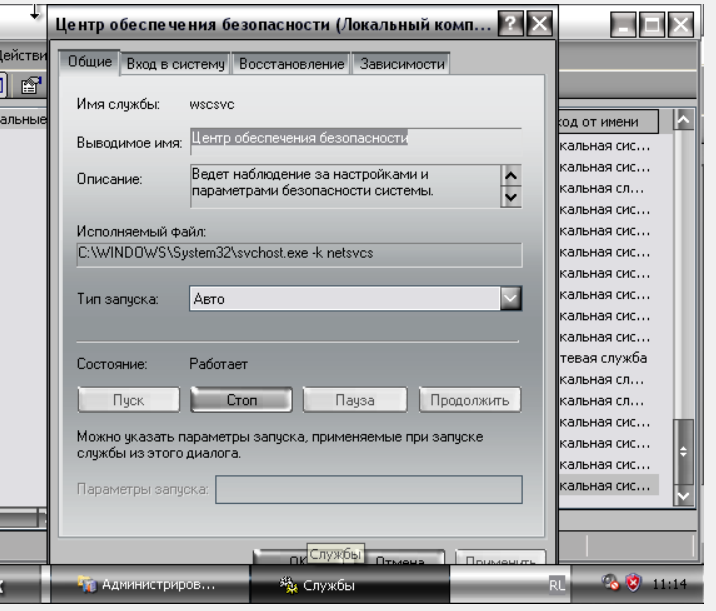 Центр обеспечения безопасности (Локальный комп...
Действи
Общие
Вход в систему
Восстановление
Зависимости
альные
Имя службы: wscsvc
Выводимое имя: Центр обеспечения безопасности
Описание: Ведет наблюдение за настройками и
параметрами безопасности системы.
Исполняемый файл:
C:\WINDOWS\System32\svchost.exe -k netsvcs
Тип запуска: Авто
Состояние: Работает
Пуск
Стоп
Пауза
Продолжить
Можно указать параметры запуска, применяемые при запуске
службы из этого диалога.
Параметры запуска:
ОК
Службы
Отмена
Применить
ход от имени
кальная сис...
кальная сис...
кальная сл...
кальная сис...
кальная сис...
кальная сис...
кальная сис...
кальная сис...
кальная сис...
кальная сис...
тевая служба
кальная сл...
кальная сл...
кальная сис...
кальная сис...
кальная сис...
кальная сис...
Администриров...
Службы
RL
11:14